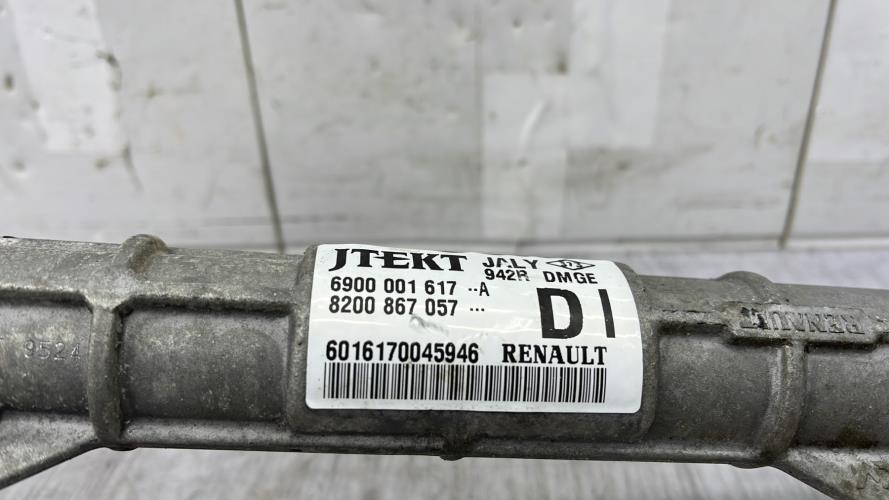 JTEKT JALY
942R DMGE
6900 001 617 --A
8200 867 057 ---
DI
6016170045946 RENAULT
9524
RENAULT